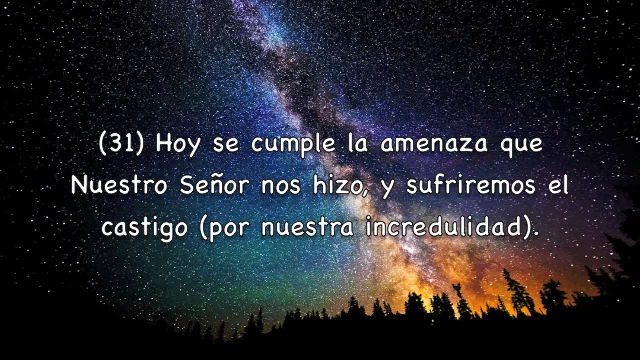 (31) Hoy se cumple la amenaza que
Nuestro Señor nos hizo, y sufriremos el
castigo (por nuestra incredulidad).